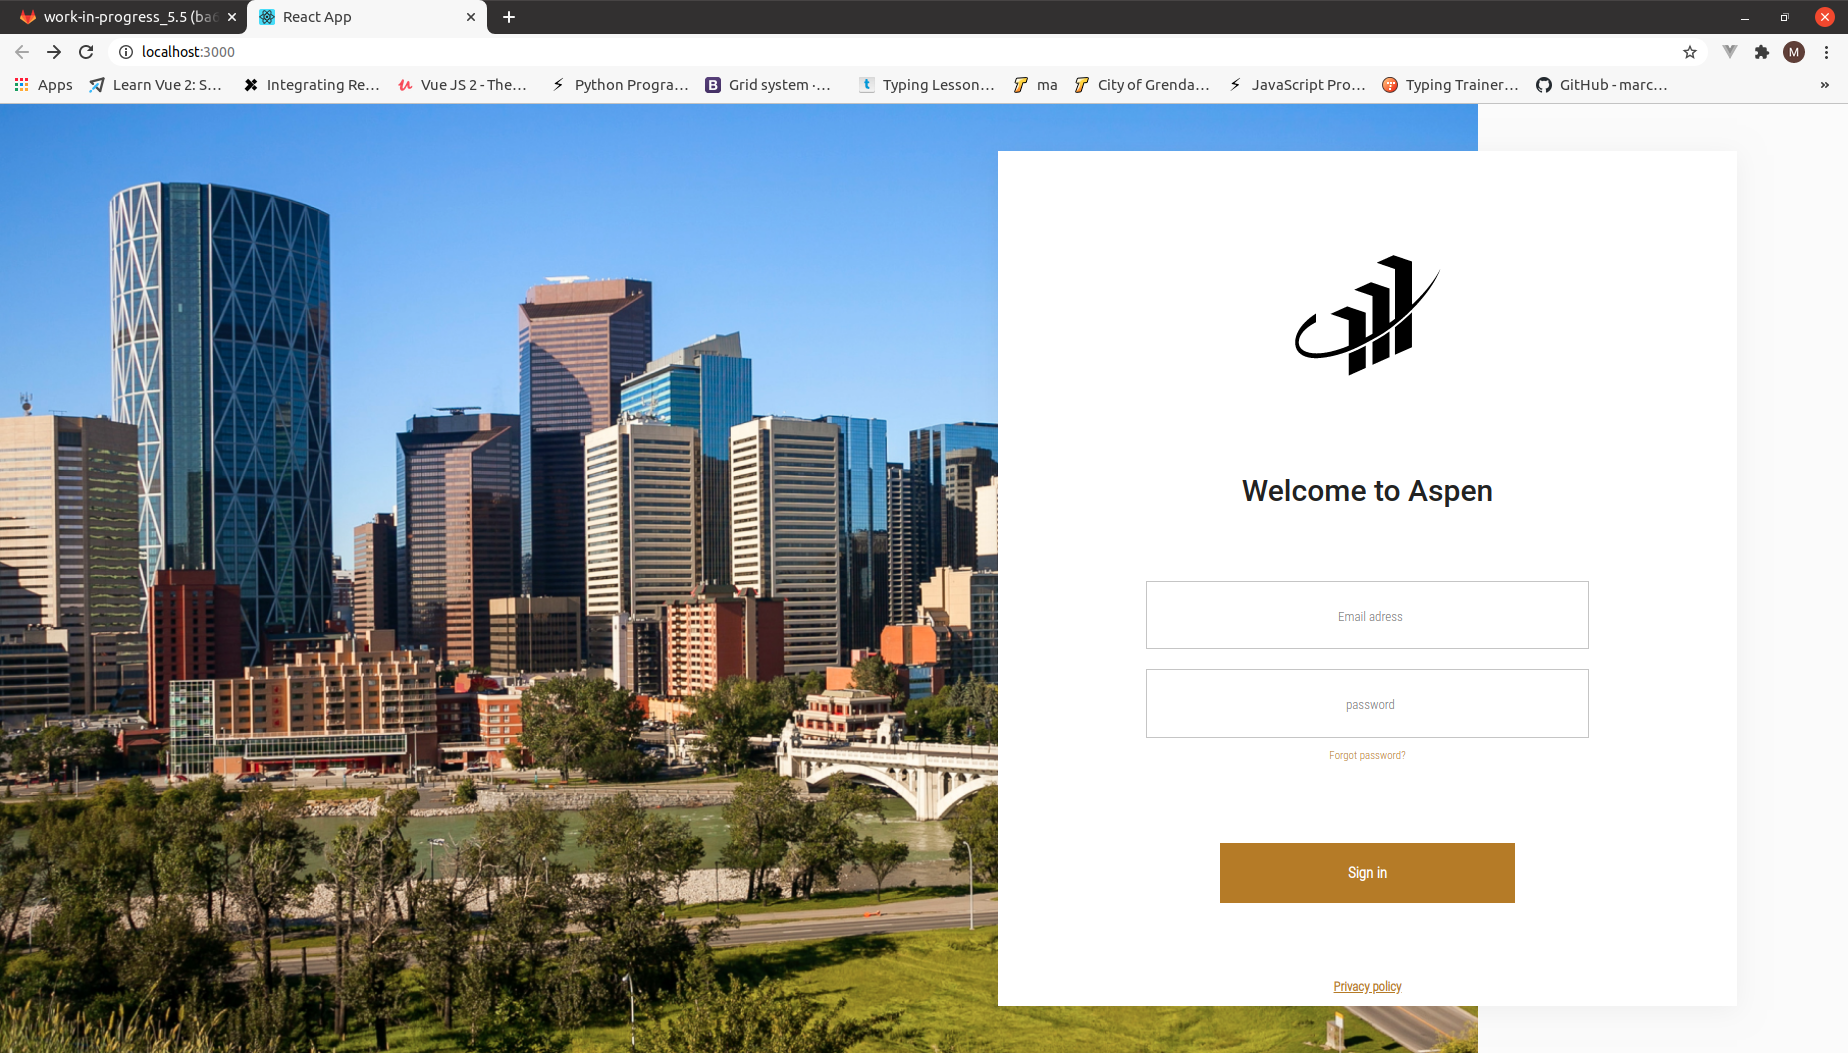 work-in-progress_5.5 (ba6
React App
localhost:3000
M
Apps
Learn Vue 2: S...
Integrating Re...
Vue JS 2 - The...
Python Progra...
B
Grid system ·...
t
Typing Lesson...
ma
City of Grenda...
JavaScript Pro...
Typing Trainer...
GitHub - marc...
»
Welcome to Aspen
Email adress
password
Forgot password?
Sign in
Privacy policy